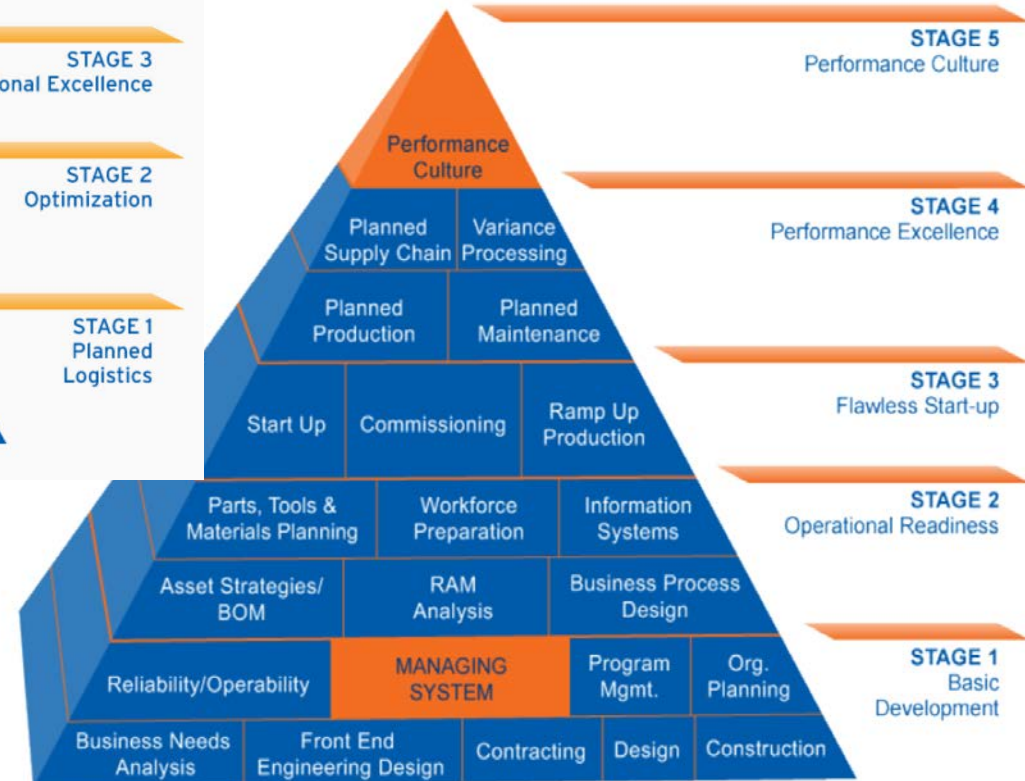 STAGE 3
onal Excellence
STAGE 2
Optimization
STAGE 1
Planned
Logistics
Performance
Culture
Planned
Supply Chain
Variance
Processing
Planned
Production
Planned
Maintenance
Start Up
Commissioning
Ramp Up
Production
Parts, Tools &
Materials Planning
Workforce
Preparation
Information
Systems
Asset Strategies/
BOM
RAM
Analysis
Business Process
Design
Reliability/Operability
MANAGING
SYSTEM
Program
Mgmt.
Org.
Planning
Business Needs
Analysis
Front End
Engineering Design
Contracting
Design
Construction
STAGE 5
Performance Culture
STAGE 4
Performance Excellence
STAGE 3
Flawless Start-up
STAGE 2
Operational Readiness
STAGE 1
Basic
Development